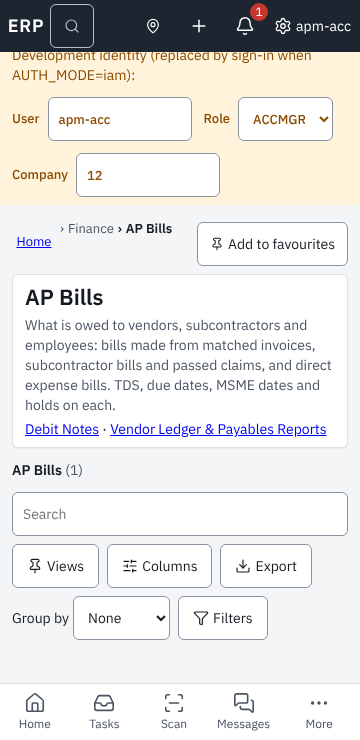 ERP
1
apm-acc
Development identity (replaced by sign-in when
AUTH_MODE=iam):
User apm-acc Role ACCMGR
Company 12
Home › Finance › AP Bills
Add to favourites
AP Bills
What is owed to vendors, subcontractors and
employees: bills made from matched invoices,
subcontractor bills and passed claims, and direct
expense bills. TDS, due dates, MSME dates and
holds on each.
Debit Notes · Vendor Ledger & Payables Reports
AP Bills (1)
Search
Views Columns Export
Group by None Filters
Home Tasks Scan Messages More